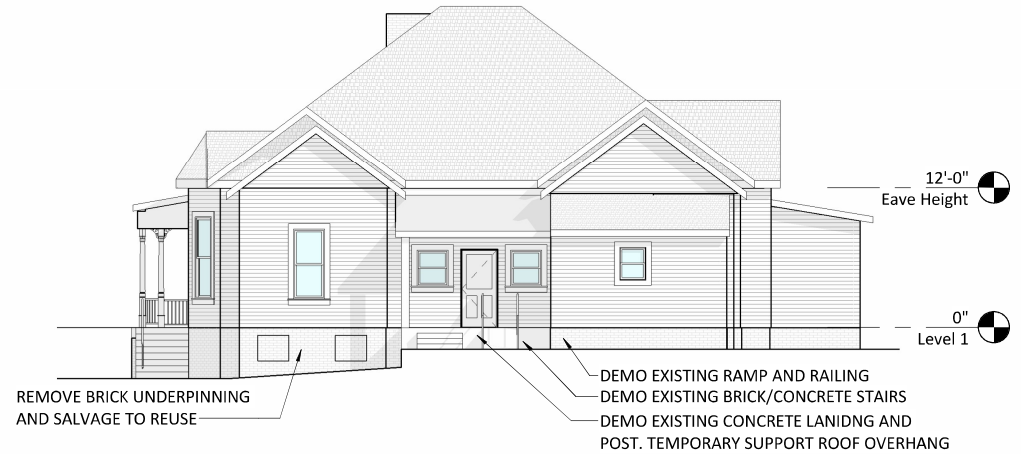 12'-0"
Eave Height
0"
Level 1
DEMO EXISTING RAMP AND RAILING
REMOVE BRICK UNDERPINNING
AND SALVAGE TO REUSE
DEMO EXISTING BRICK/CONCRETE STAIRS
DEMO EXISTING CONCRETE LANIDNG AND
POST. TEMPORARY SUPPORT ROOF OVERHANG